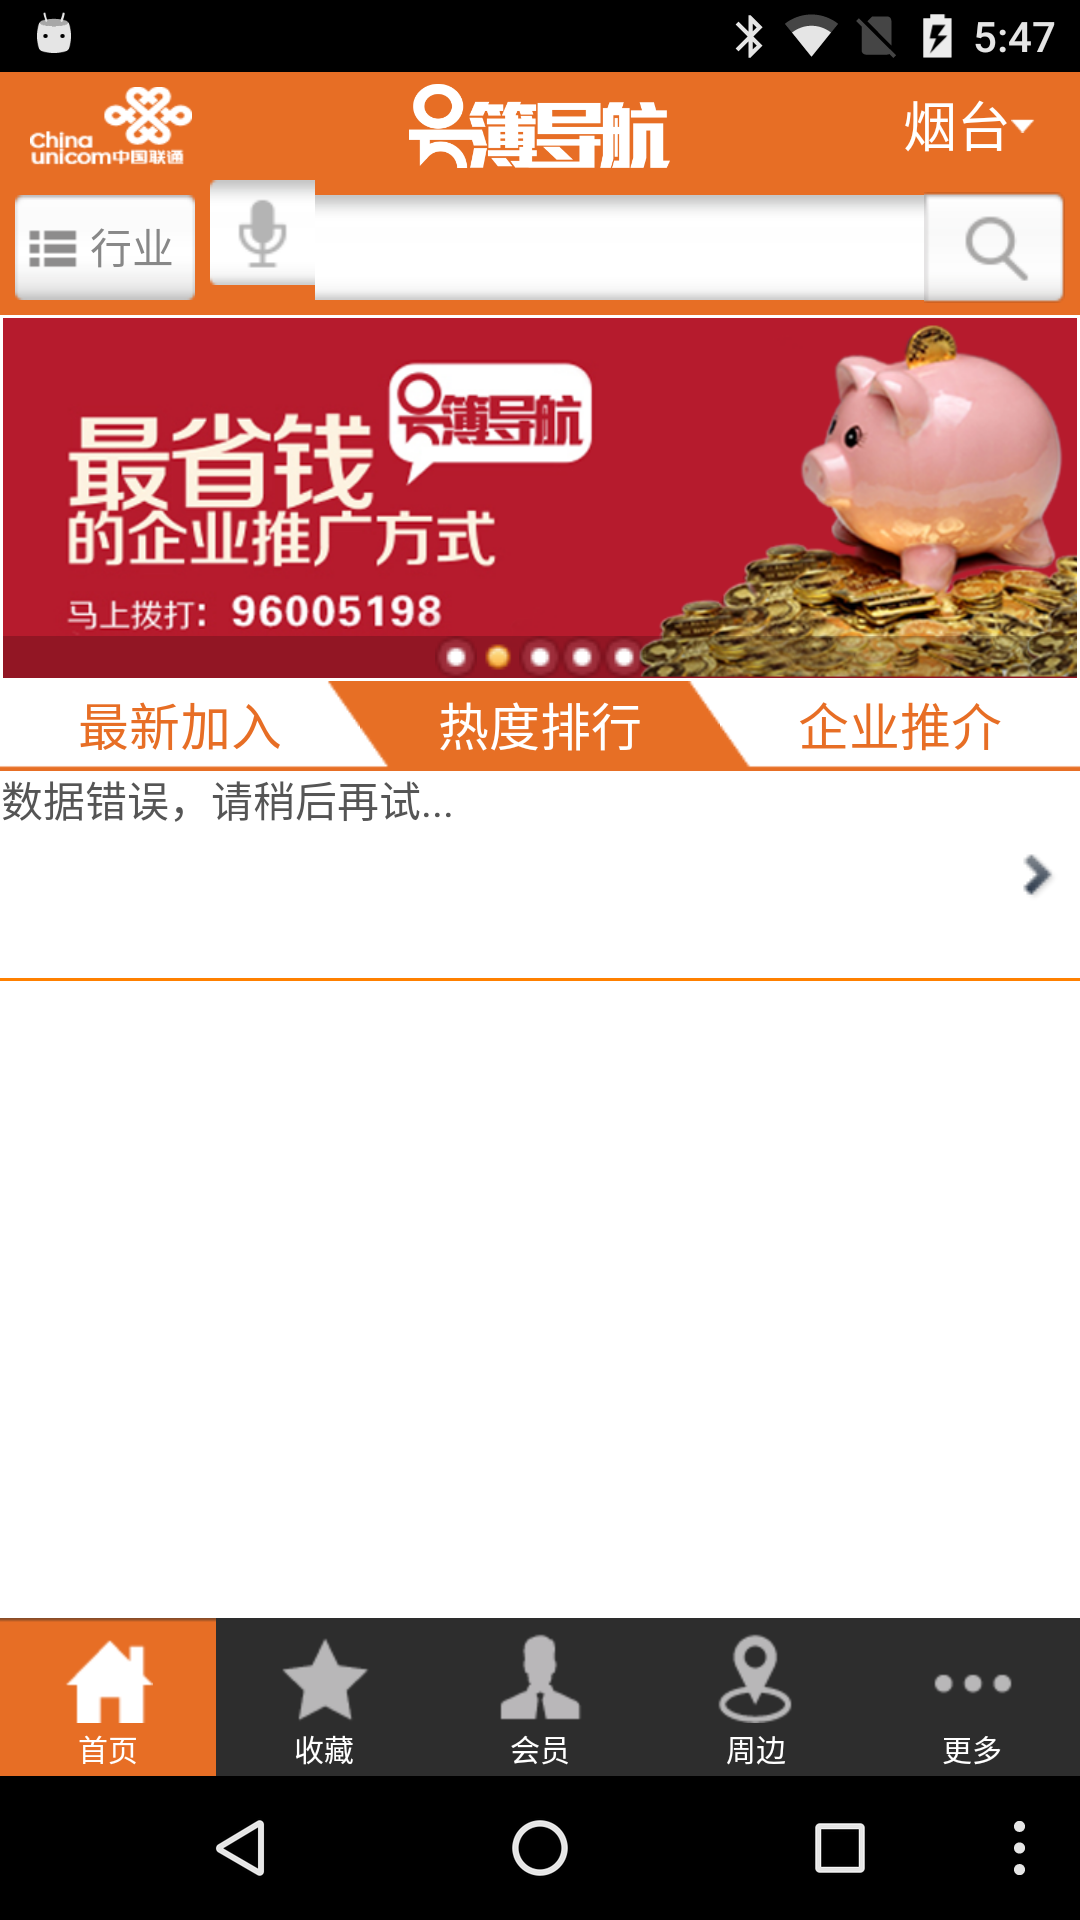 5:47
China
unicom中国联通
号簿导航
烟台
行业
号簿导航
最省钱
的企业推广方式
马上拨打：96005198
最新加入
热度排行
企业推介
数据错误，请稍后再试...
首页
收藏
会员
周边
更多